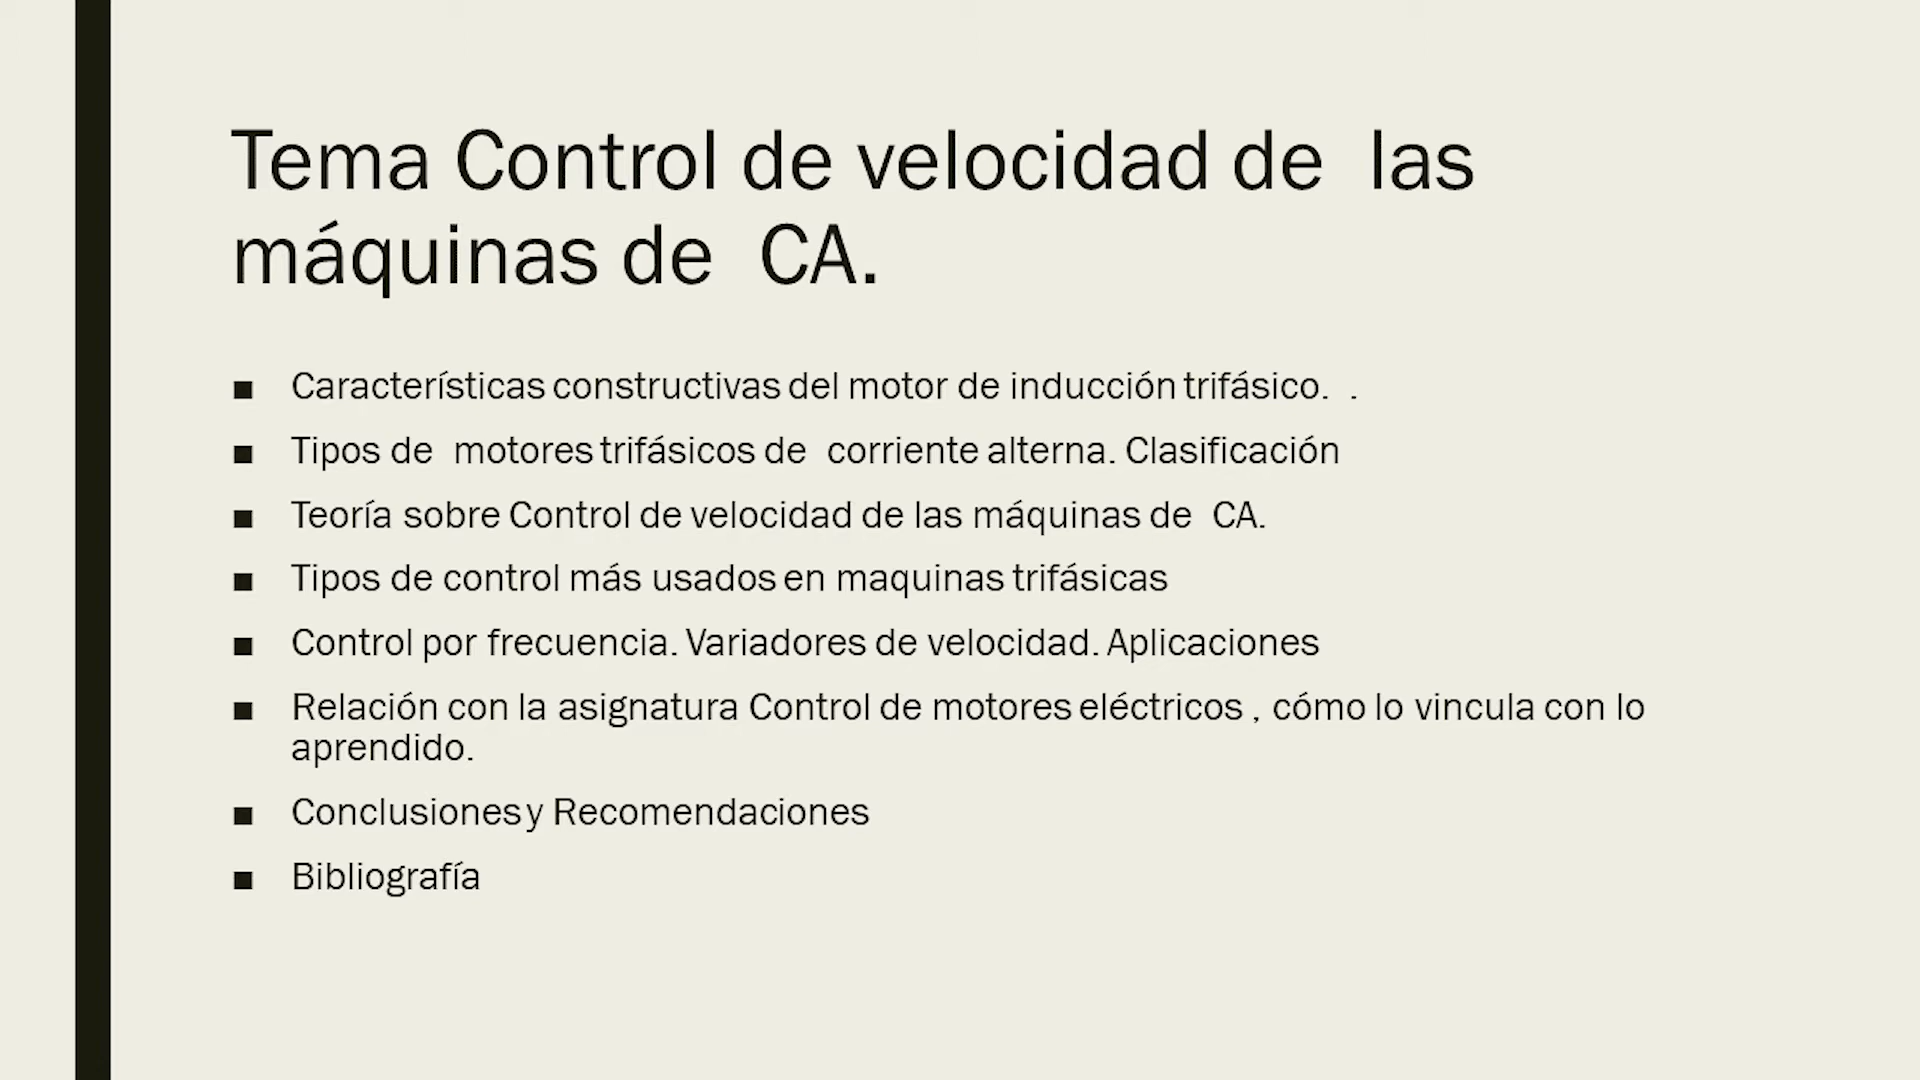 Tema Control de velocidad de  las
máquinas de  CA.
■ Características constructivas del motor de inducción trifásico.  .
■ Tipos de  motores trifásicos de  corriente alterna. Clasificación
■ Teoría sobre Control de velocidad de las máquinas de  CA.
■ Tipos de control más usados en maquinas trifásicas
■ Control por frecuencia. Variadores de velocidad. Aplicaciones
■ Relación con la asignatura Control de motores eléctricos , cómo lo vincula con lo
aprendido.
■ Conclusiones y Recomendaciones
■ Bibliografía